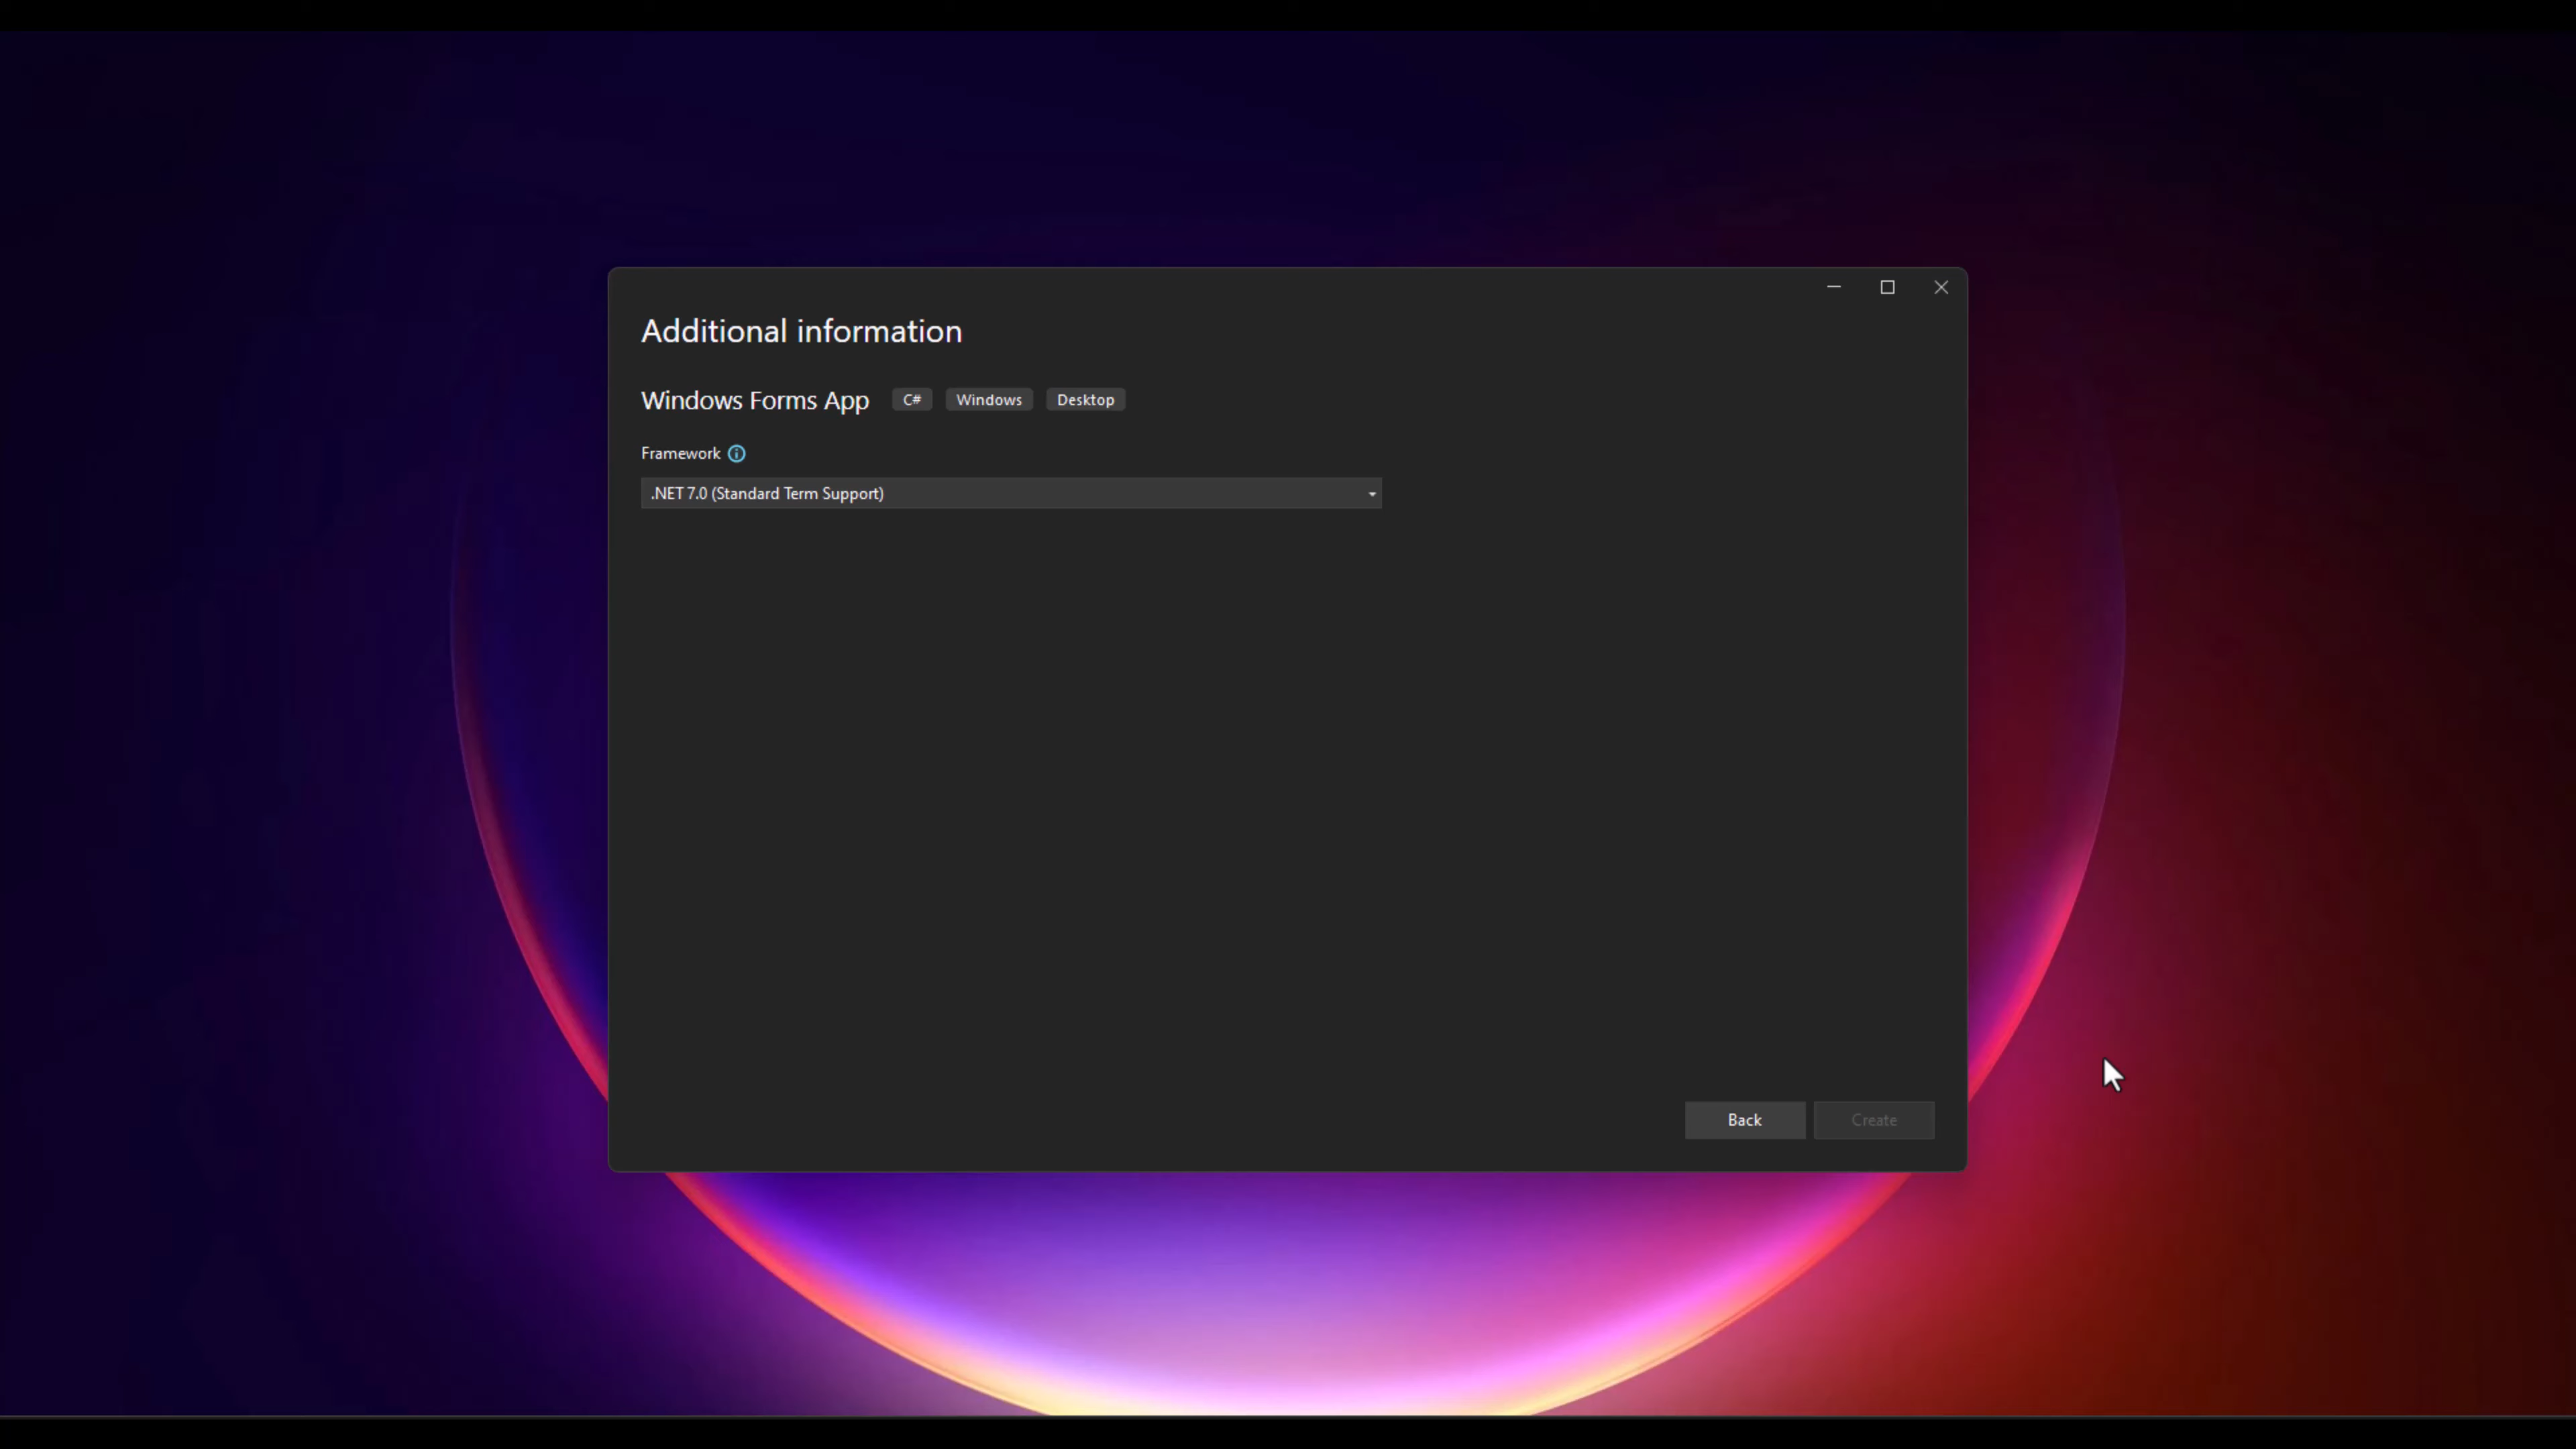 Additional information
Windows Forms App C# Windows Desktop
Framework
.NET 7.0 (Standard Term Support)
Back Create